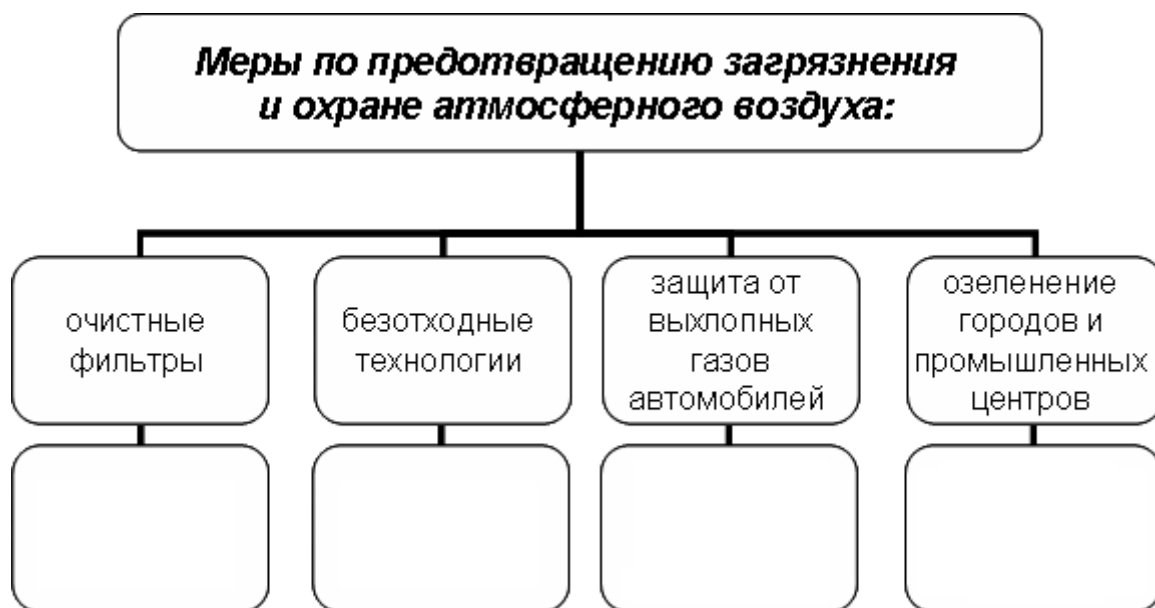 Меры по предотвращению загрязнения
и охране атмосферного воздуха:
очистные
фильтры
безотходные
технологии
защита от
выхлопных
газов
автомобилей
озеленение
городов и
промышленных
центров